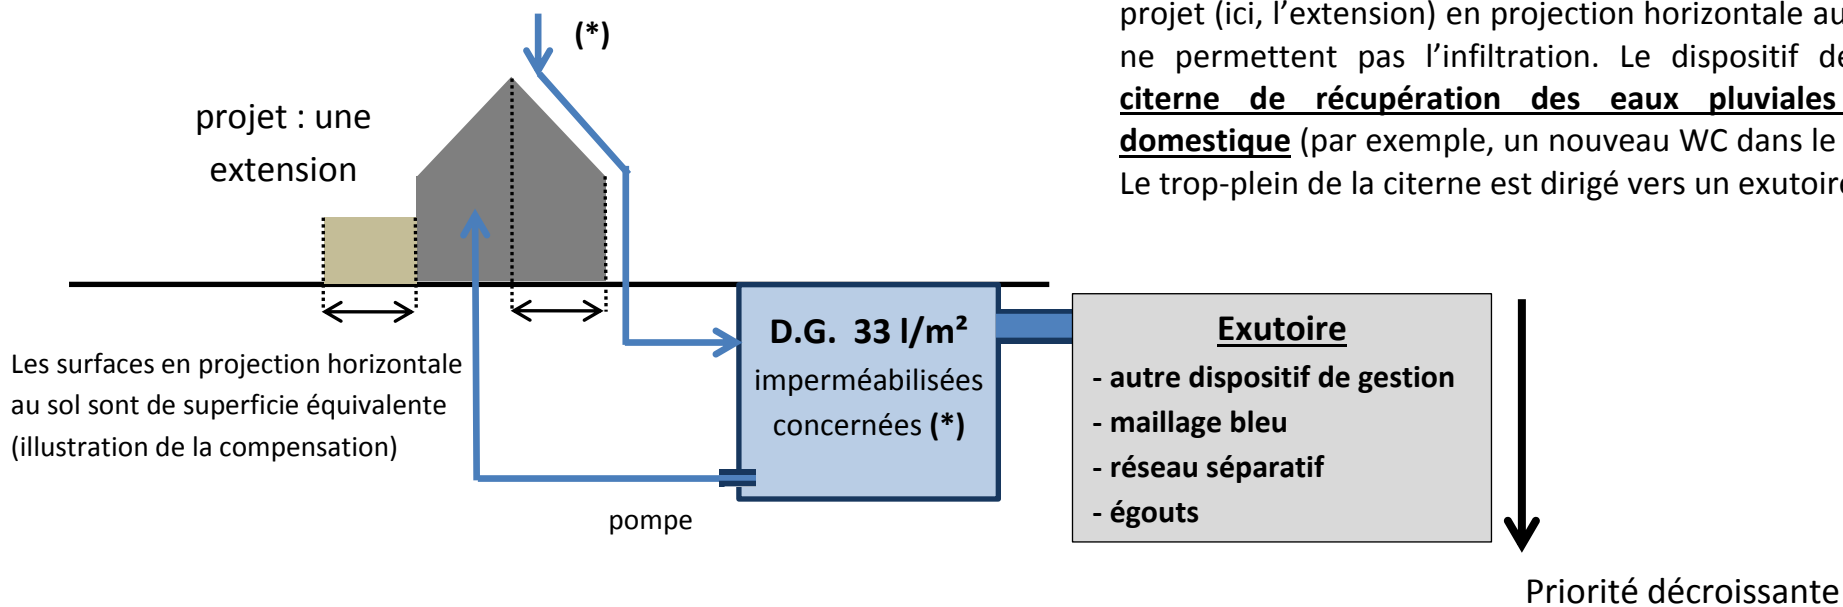 (*)
projet : une
extension
projet (ici, l’extension) en projection horizontale au
ne permettent pas l’infiltration. Le dispositif de
citerne de récupération des eaux pluviales
domestique (par exemple, un nouveau WC dans le
Le trop-plein de la citerne est dirigé vers un exutoire
Les surfaces en projection horizontale
au sol sont de superficie équivalente
(illustration de la compensation)
pompe
D.G. 33 l/m²
imperméabilisées
concernées (*)
Exutoire
- autre dispositif de gestion
- maillage bleu
- réseau séparatif
- égouts
Priorité décroissante